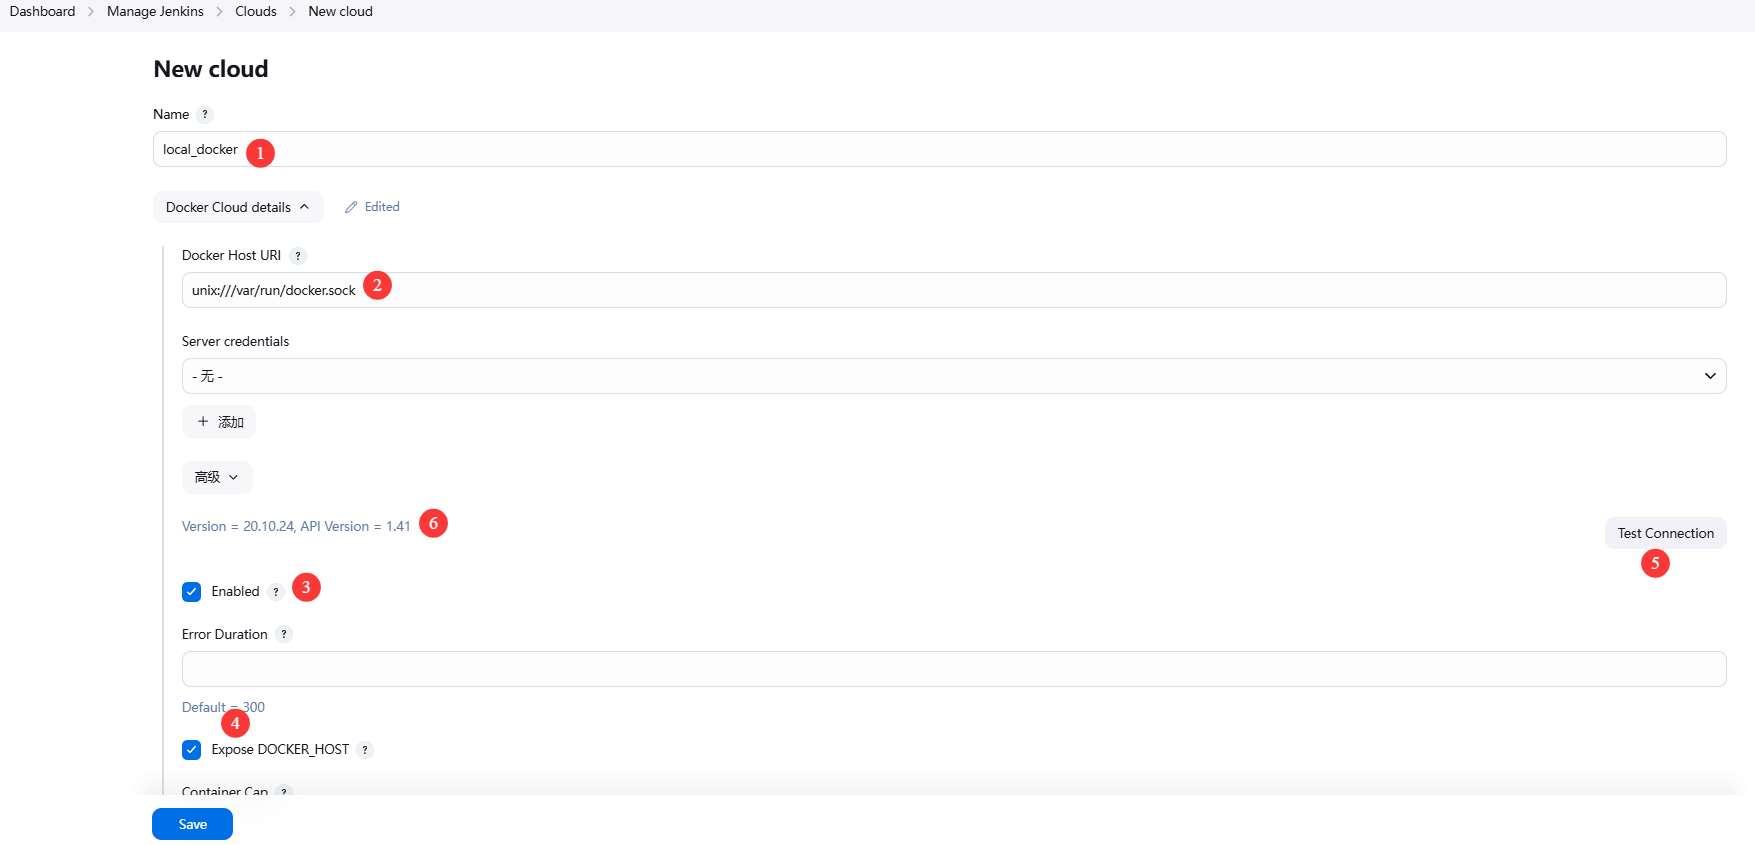 Dashboard > Manage Jenkins > Clouds > New cloud
New cloud
Name ?
local_docker 1
Docker Cloud details Edited
Docker Host URI ?
unix:///var/run/docker.sock 2
Server credentials
- 无 -
+ 添加
高级
Version = 20.10.24, API Version = 1.41 6
Test Connection
5
Enabled ? 3
Error Duration ?
Default = 300
4
Expose DOCKER_HOST ?
Container Cap ?
Save